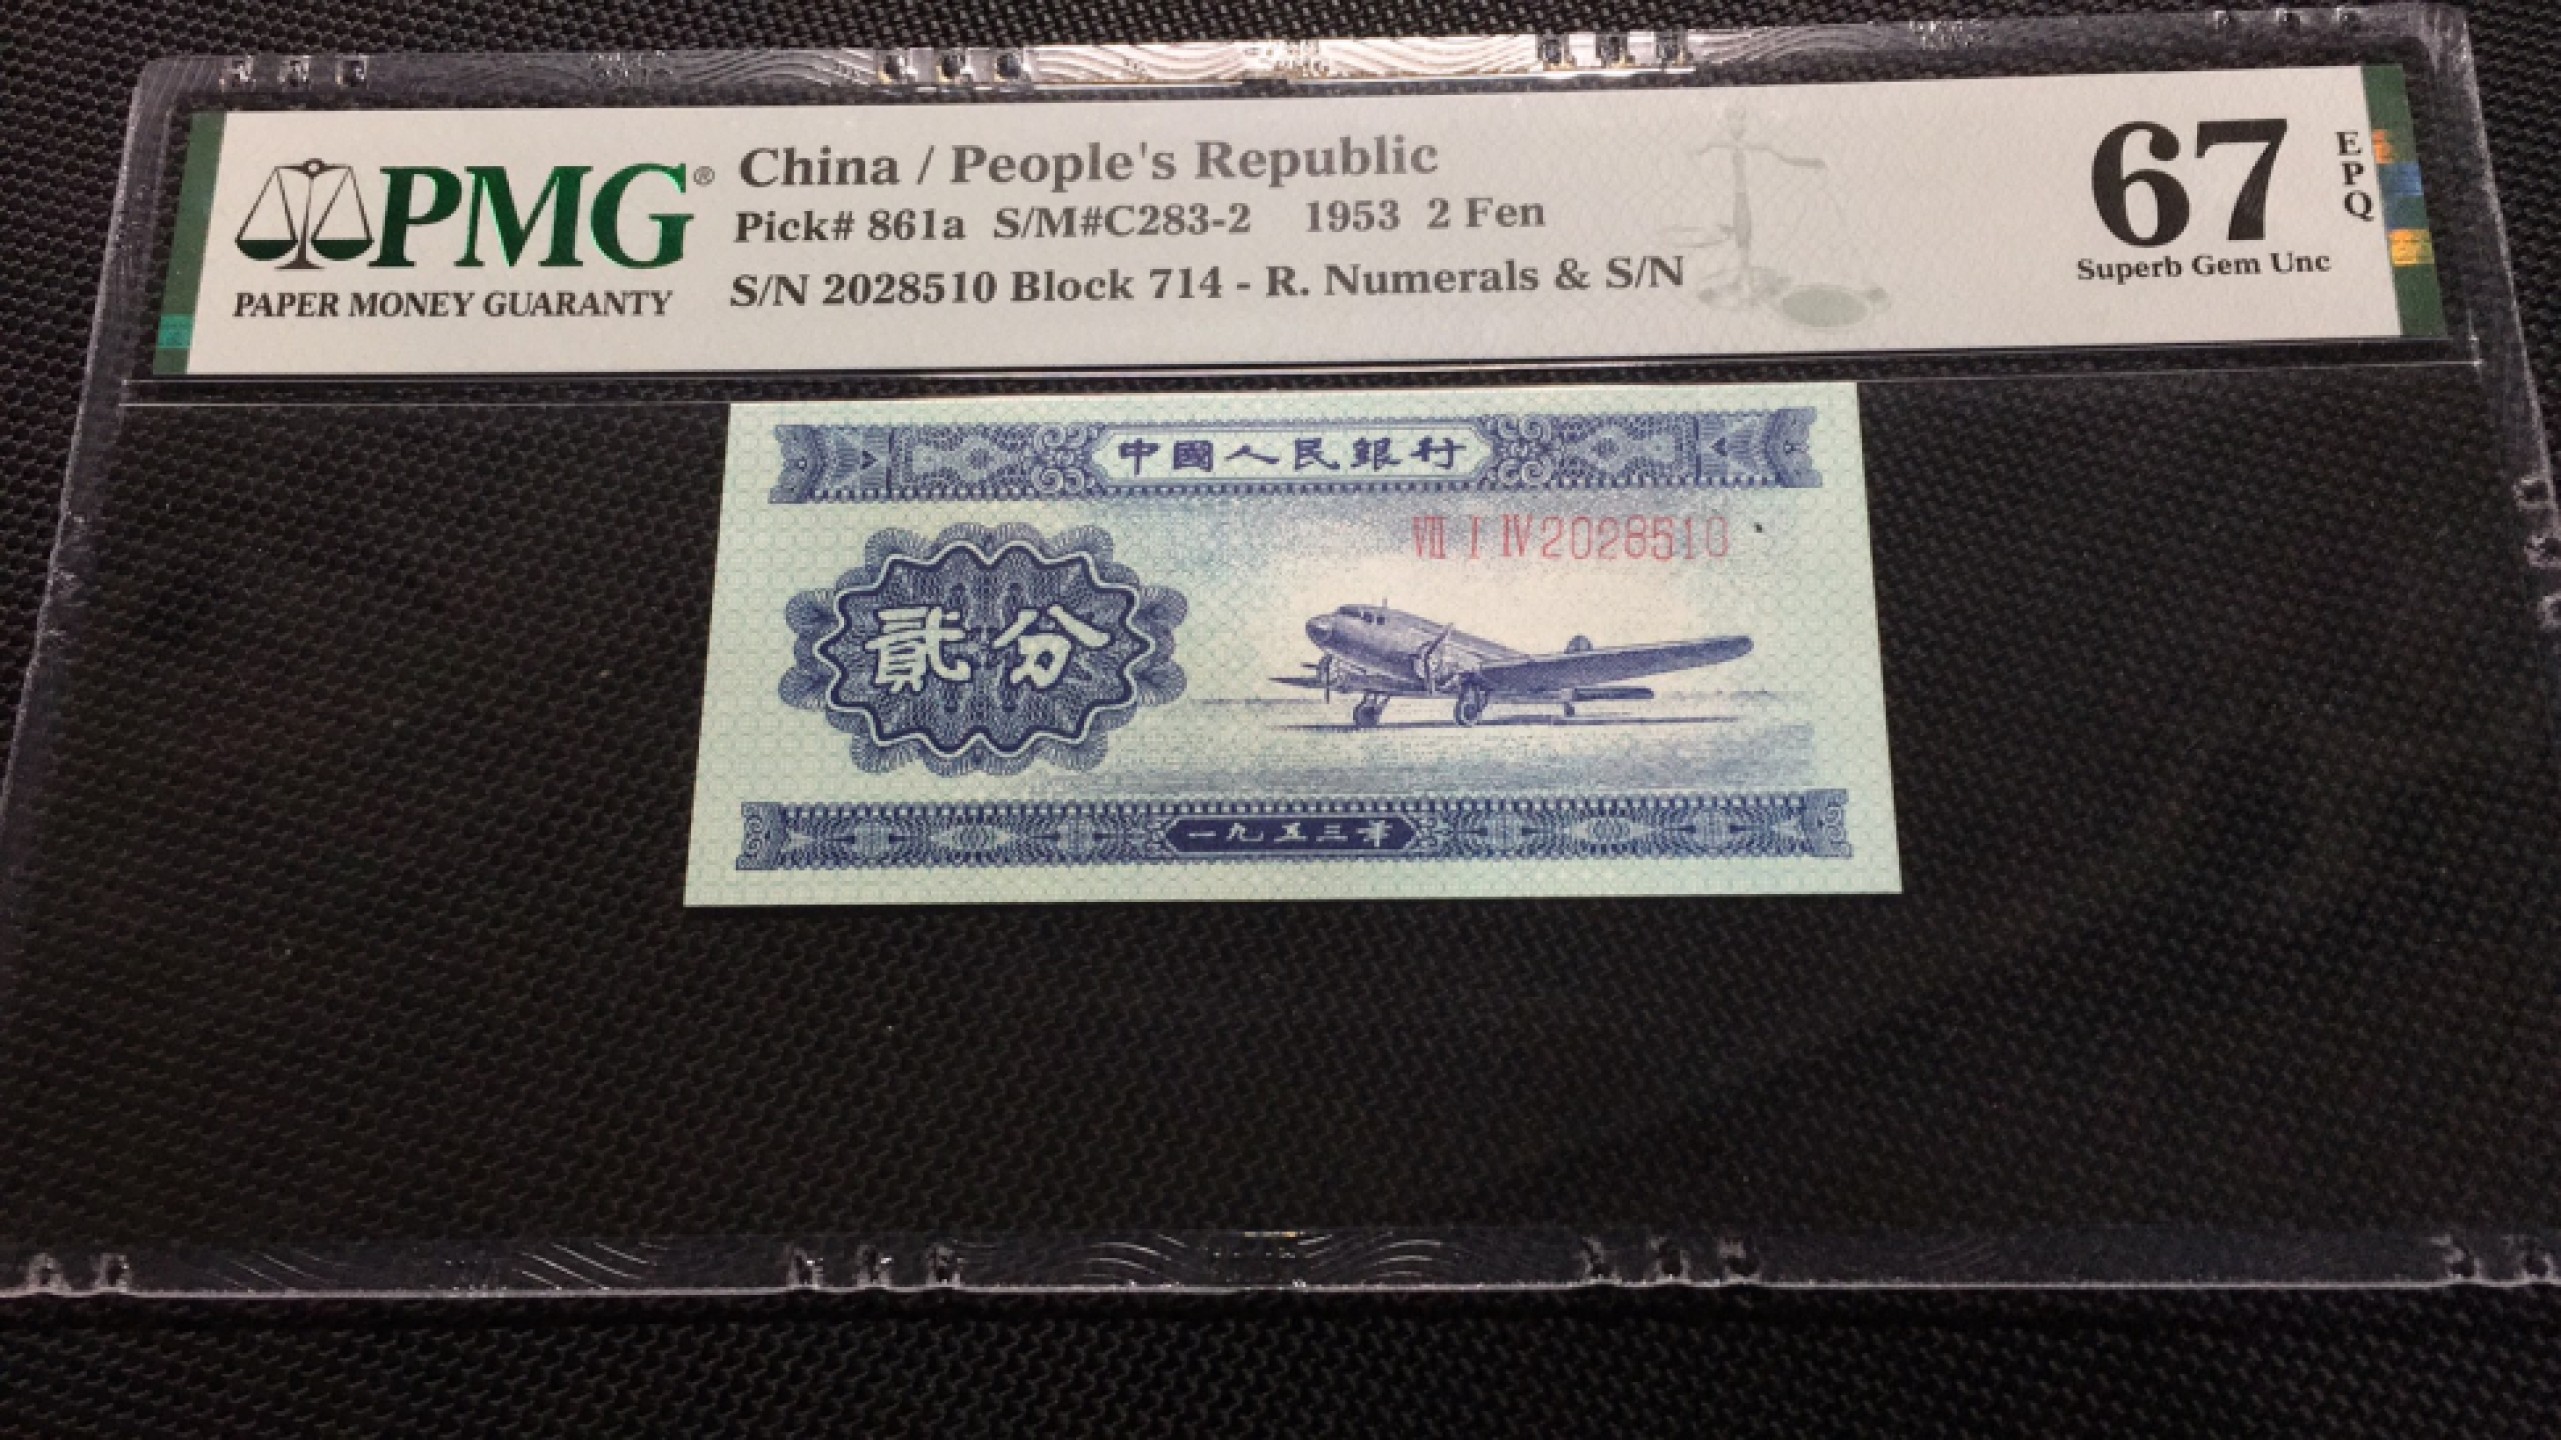 PMG®
PAPER MONEY GUARANTY
China / People's Republic
Pick# 861a S/M#C283-2 1953 2 Fen
S/N 2028510 Block 714 - R. Numerals & S/N
67
EPQ
Superb Gem Unc
中國人民銀行
VII I IV 2028510
貳分
一九五三年